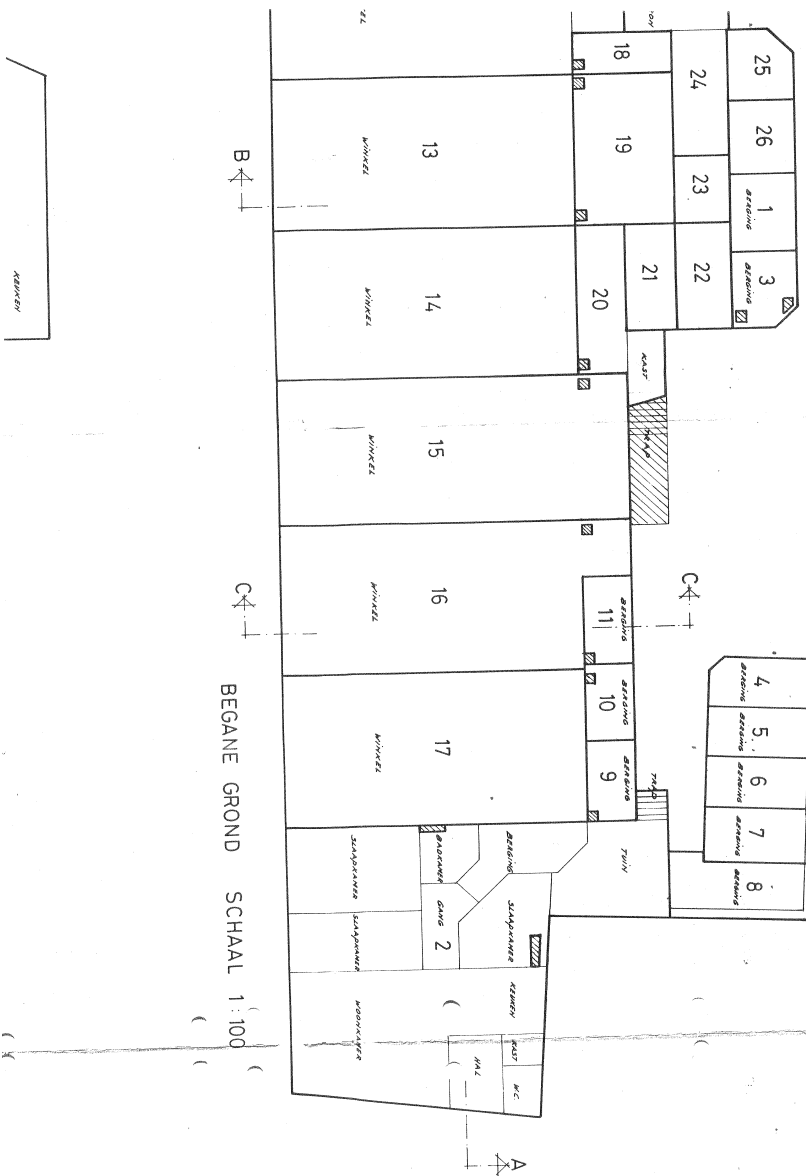 25
26
1
BERGING
3
BERGING
24
23
22
18
19
20
21
KAST
TRAP
13
WINKEL
14
WINKEL
15
WINKEL
16
WINKEL
17
WINKEL
11
BERGING
10
BERGING
9
BERGING
TRAP
4
BERGING
5
BERGING
6
BERGING
7
BERGING
8
BERGING
TUIN
BERGING
BADKAMER
SLAAPKAMER
SLAAPKAMER
GANG 2
SLAAPKAMER
KEUKEN
WOONKAMER
HAL
KAST
W.C.
KEUKEN
B
C
C
A
BEGANE GROND SCHAAL 1:100